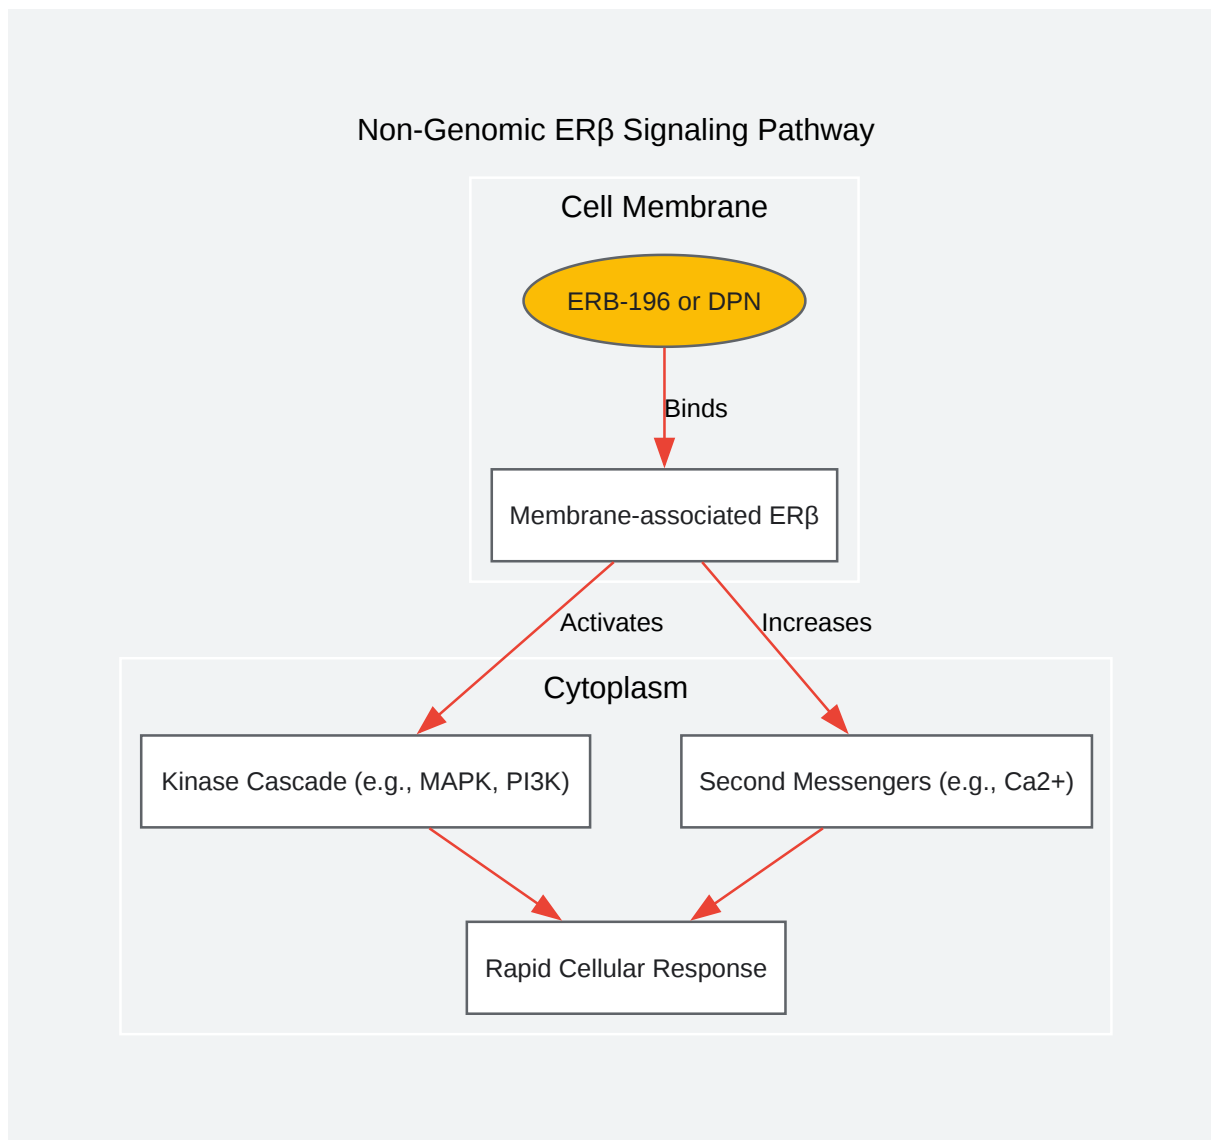 Non-Genomic ERβ Signaling Pathway
Cell Membrane
ERB-196 or DPN
Binds
Membrane-associated ERβ
Activates
Increases
Cytoplasm
Kinase Cascade (e.g., MAPK, PI3K)
Second Messengers (e.g., Ca2+)
Rapid Cellular Response